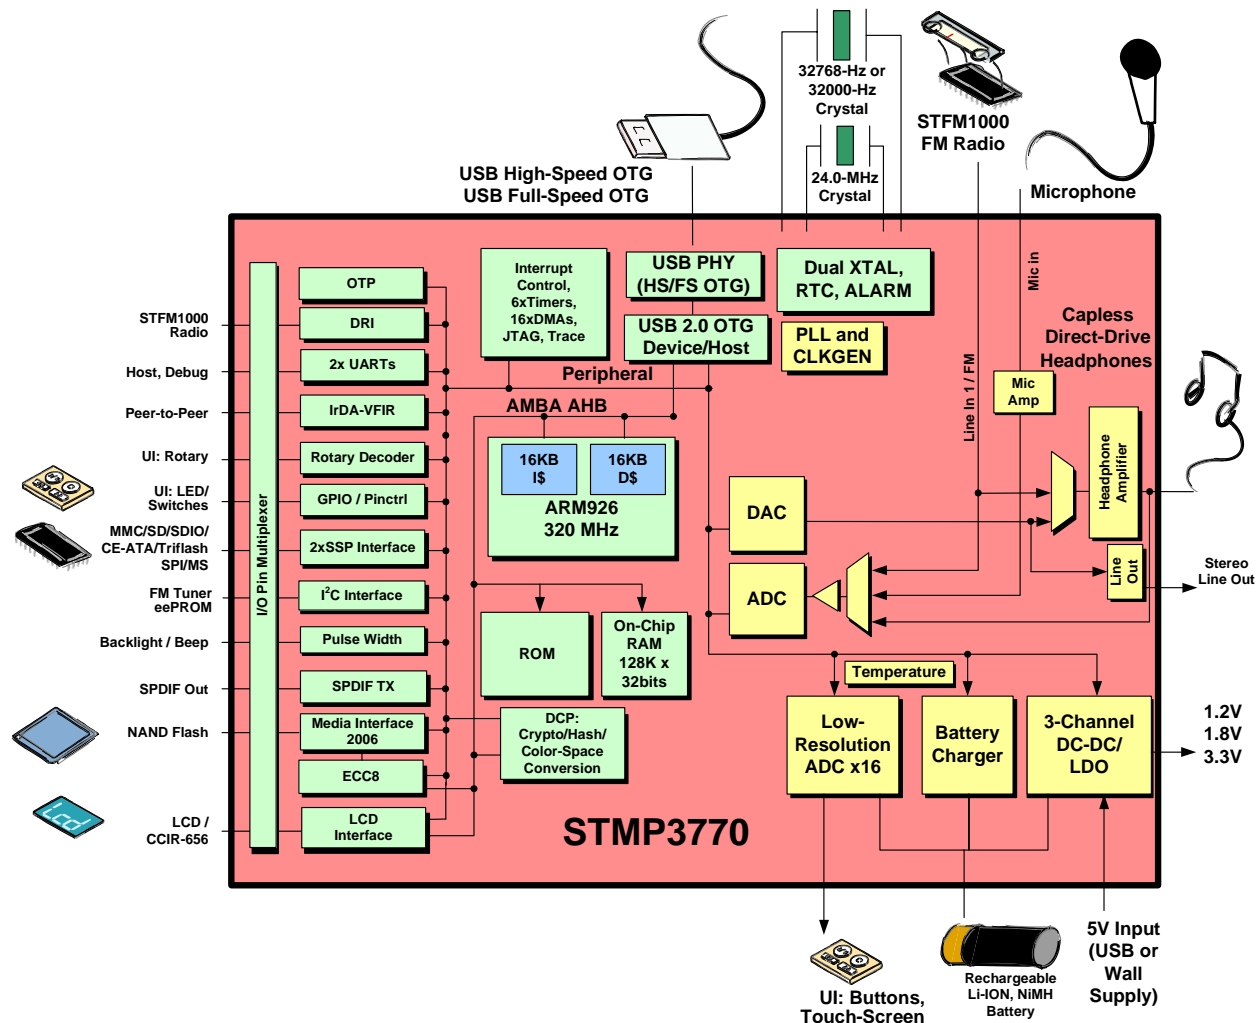 32768-Hz or
32000-Hz
Crystal
24.0-MHz
Crystal
STFM1000
FM Radio
Microphone
USB High-Speed OTG
USB Full-Speed OTG
I/O Pin Multiplexer
OTP
DRI
2x UARTs
IrDA-VFIR
Rotary Decoder
GPIO / Pinctrl
2xSSP Interface
I²C Interface
Pulse Width
SPDIF TX
Media Interface
2006
ECC8
LCD
Interface
STFM1000
Radio
Host, Debug
Peer-to-Peer
UI: Rotary
UI: LED/
Switches
MMC/SD/SDIO/
CE-ATA/Triflash
SPI/MS
FM Tuner
eePROM
Backlight / Beep
SPDIF Out
NAND Flash
LCD /
CCIR-656
lcd
Interrupt
Control,
6xTimers,
16xDMAs,
JTAG, Trace
USB PHY
(HS/FS OTG)
USB 2.0 OTG
Device/Host
Dual XTAL,
RTC, ALARM
PLL and
CLKGEN
Peripheral
AMBA AHB
16KB
I$
16KB
D$
ARM926
320 MHz
ROM
On-Chip
RAM
128K x
32bits
DCP:
Crypto/Hash/
Color-Space
Conversion
Line In 1 / FM
Mic in
Mic
Amp
Capless
Direct-Drive
Headphones
Headphone
Amplifier
Line
Out
Stereo
Line Out
DAC
ADC
Temperature
Low-
Resolution
ADC x16
Battery
Charger
3-Channel
DC-DC/
LDO
1.2V
1.8V
3.3V
STMP3770
UI: Buttons,
Touch-Screen
Rechargeable
Li-ION, NiMH
Battery
5V Input
(USB or
Wall
Supply)